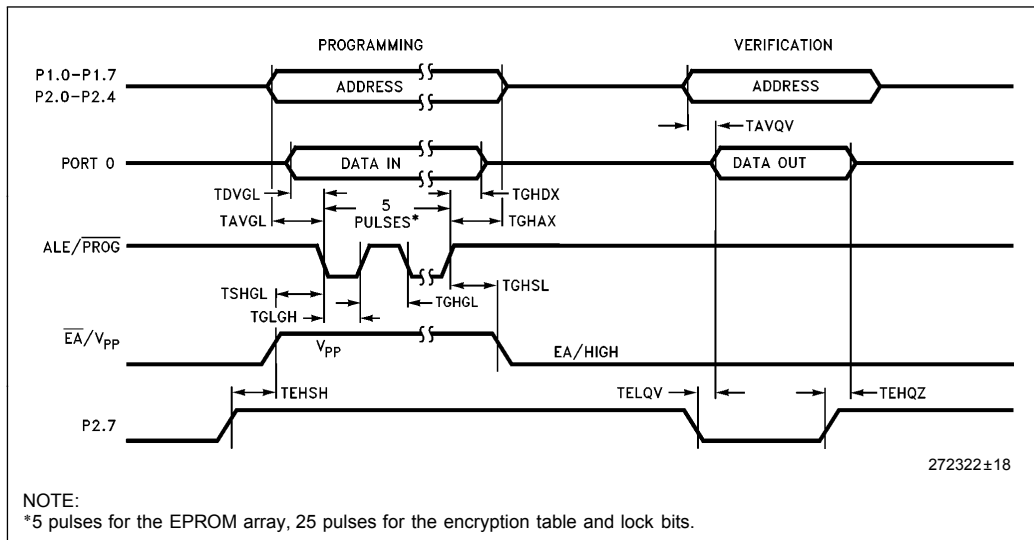 PROGRAMMING VERIFICATION
P1.0–P1.7
P2.0–P2.4
ADDRESS ADDRESS
TAVQV
PORT 0 DATA IN DATA OUT
TDVGL TGHDX
5
PULSES*
TAVGL TGHAX
ALE/PROG
TSHGL TGHSL
TGHGL
TGLGH
EA/VPP
VPP EA/HIGH
TEHSH TELQV TEHQZ
P2.7
272322±18
NOTE:
*5 pulses for the EPROM array, 25 pulses for the encryption table and lock bits.